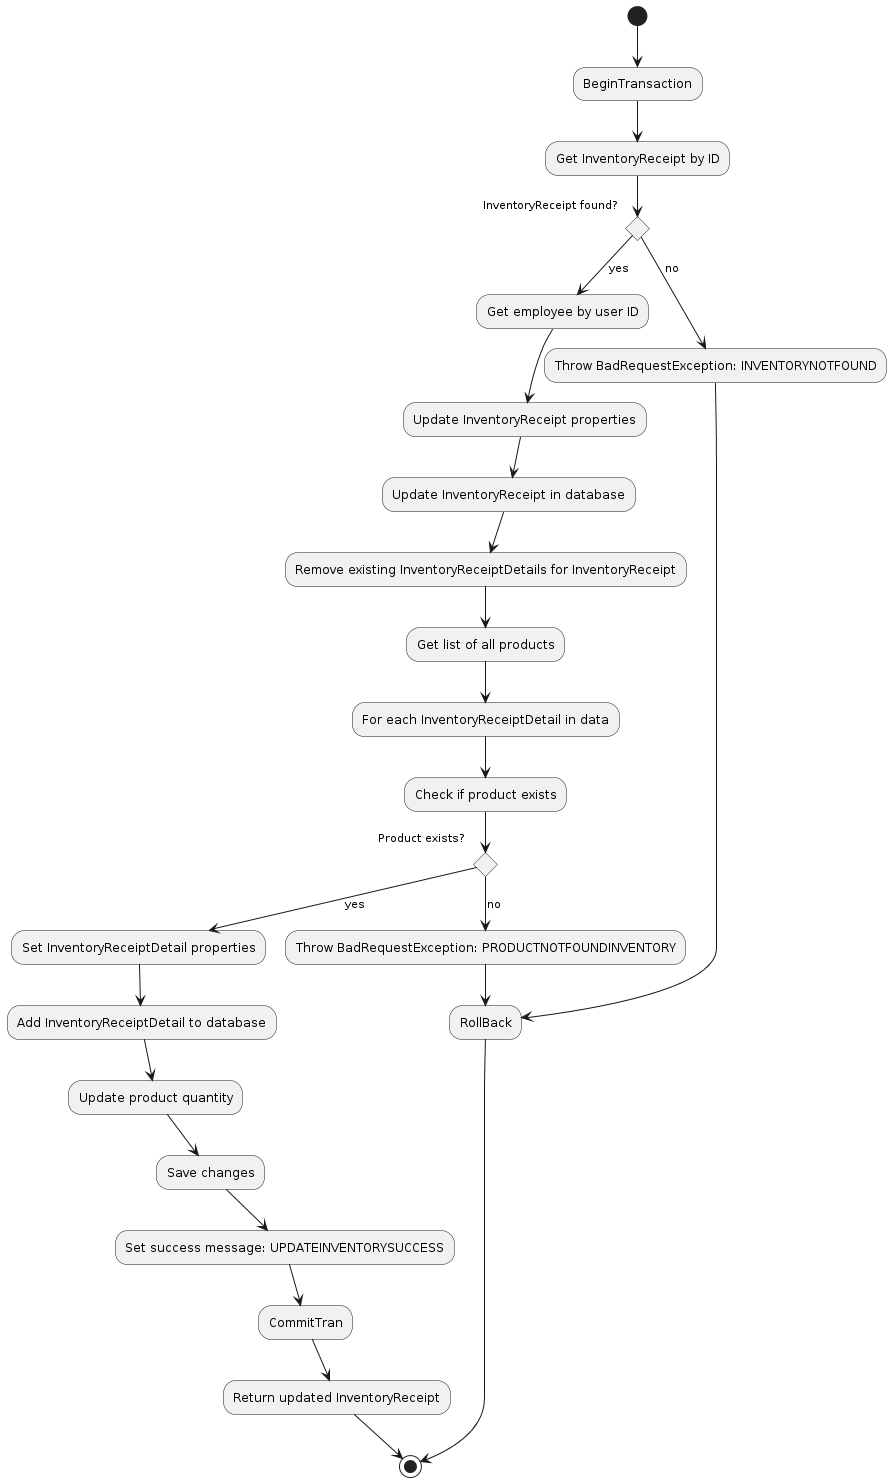 BeginTransaction
Get InventoryReceipt by ID
InventoryReceipt found?
yes
no
Get employee by user ID
Throw BadRequestException: INVENTORYNOTFOUND
Update InventoryReceipt properties
Update InventoryReceipt in database
Remove existing InventoryReceiptDetails for InventoryReceipt
Get list of all products
For each InventoryReceiptDetail in data
Check if product exists
Product exists?
yes
no
Set InventoryReceiptDetail properties
Throw BadRequestException: PRODUCTNOTFOUNDINVENTORY
Add InventoryReceiptDetail to database
RollBack
Update product quantity
Save changes
Set success message: UPDATEINVENTORYSUCCESS
CommitTran
Return updated InventoryReceipt